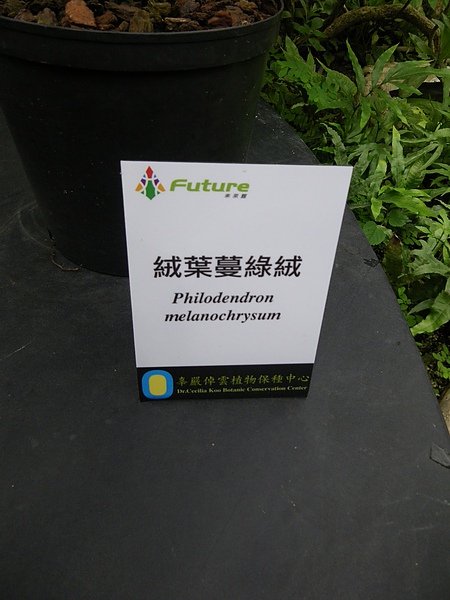 Future
未來館
絨葉蔓綠絨
Philodendron
melanochrysum
辜嚴倬雲植物保種中心
Dr.Cecilia Koo Botanic Conservation Center